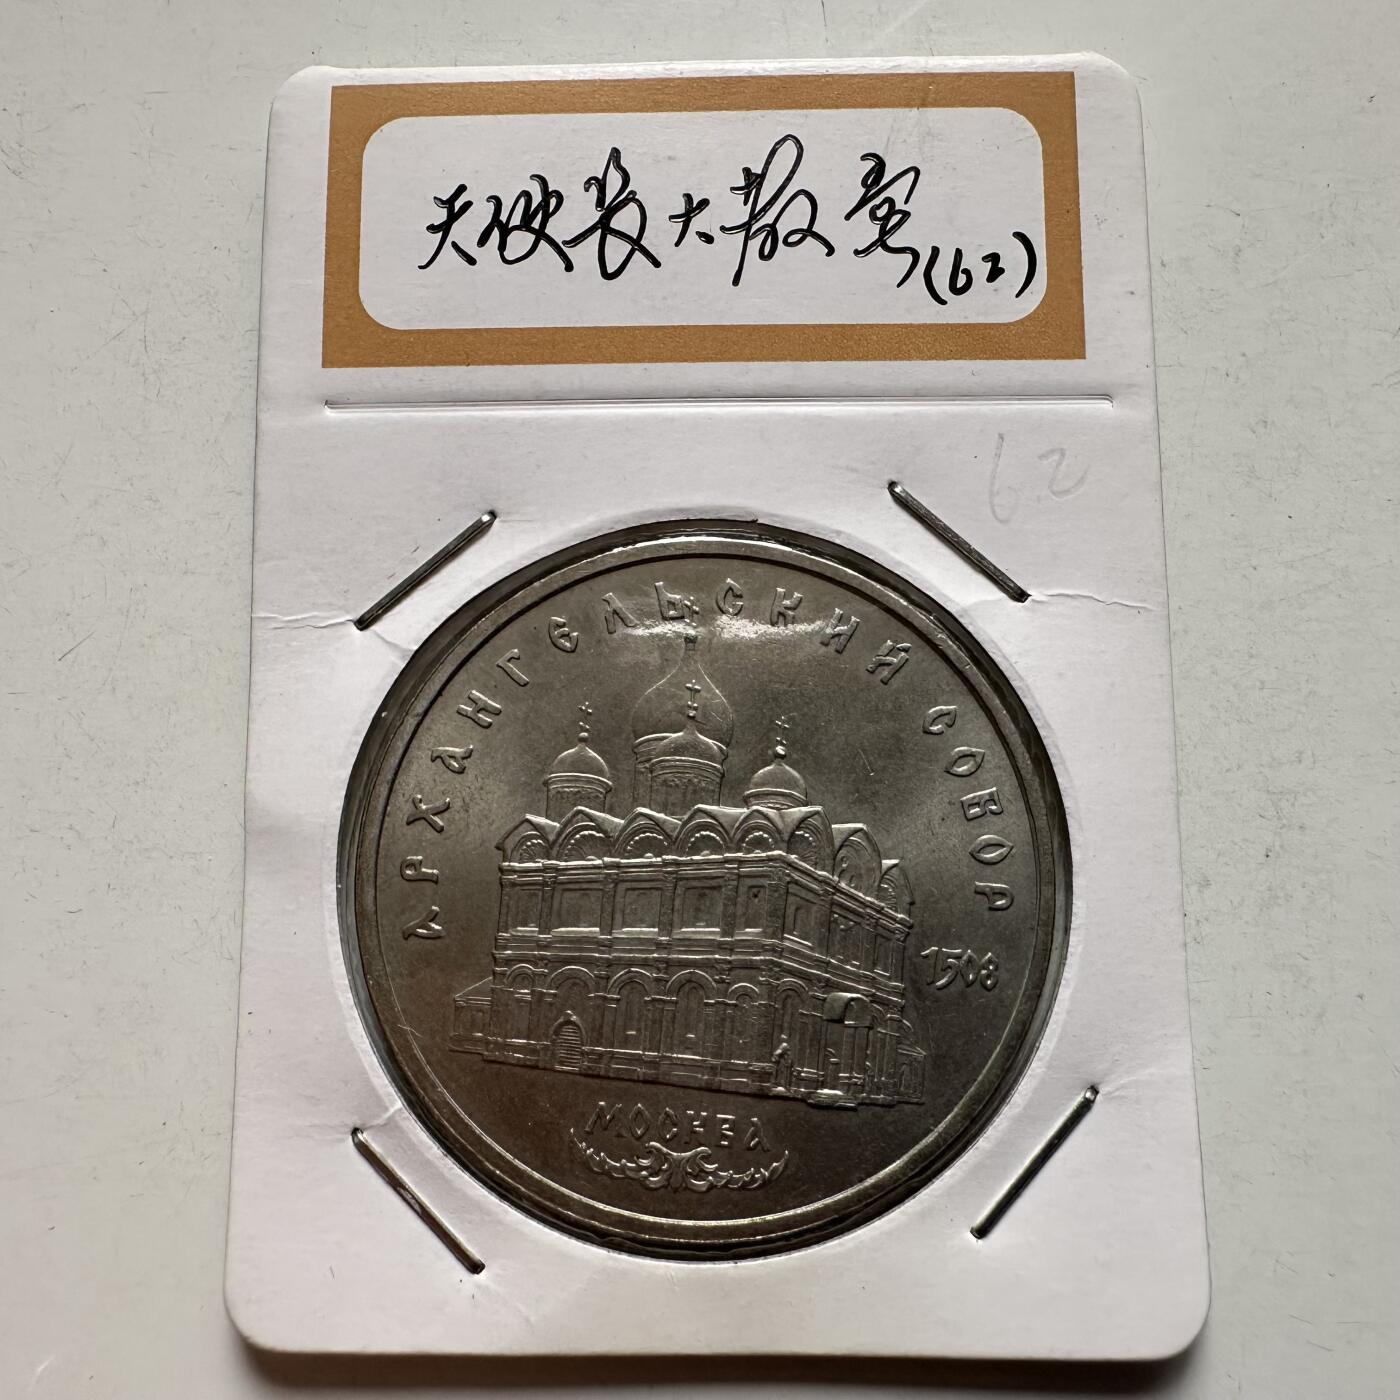 天使长大教堂(62)
62
АРХАНГЕЛЬСКИЙ СОБОР
1508
МОСКВА